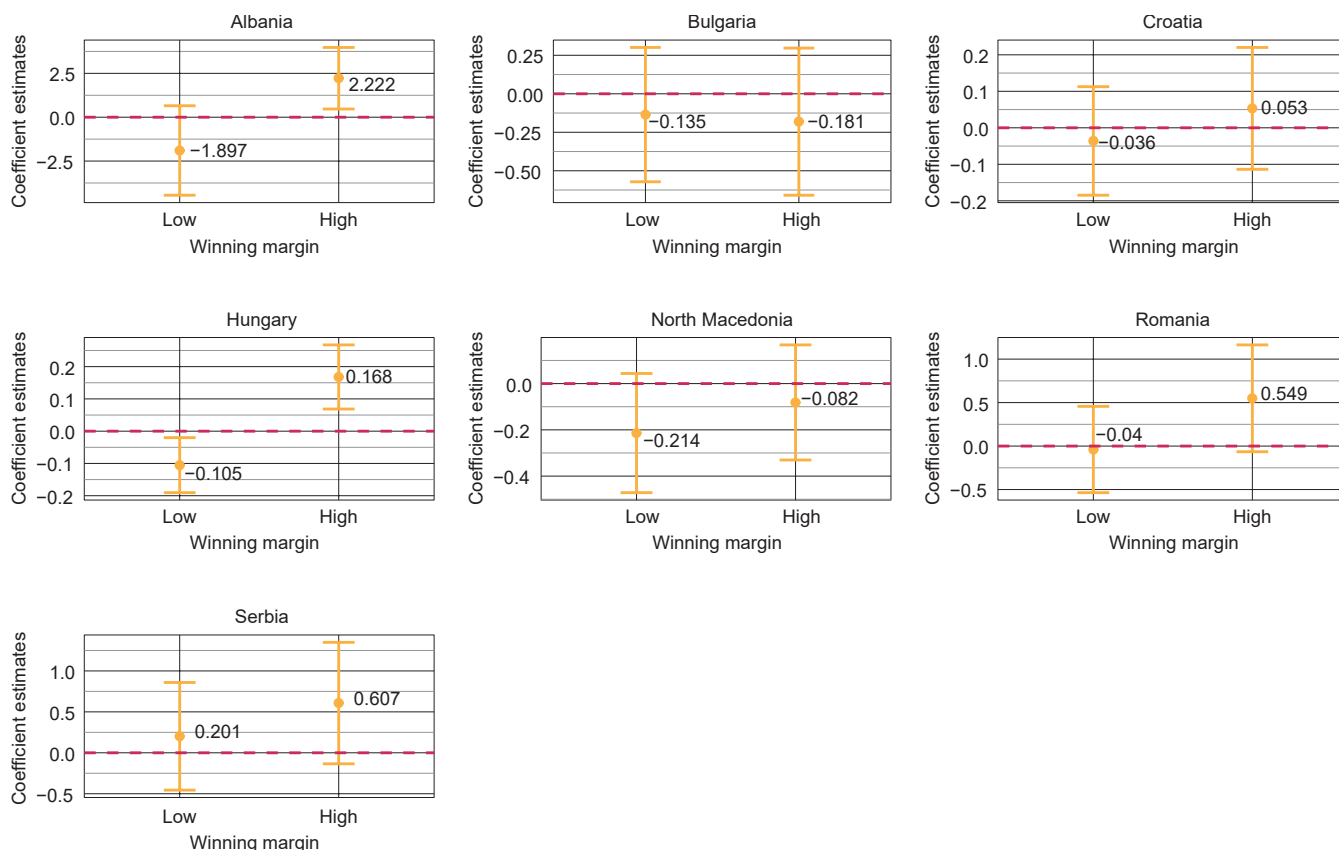 Albania
Coefficient estimates
2.5
0.0
−2.5
2.222
−1.897
Low
High
Winning margin
Bulgaria
Coefficient estimates
0.25
0.00
−0.25
−0.50
−0.135
−0.181
Low
High
Winning margin
Croatia
Coefficient estimates
0.2
0.1
0.0
−0.1
−0.2
0.053
−0.036
Low
High
Winning margin
Hungary
Coefficient estimates
0.2
0.1
0.0
−0.1
−0.2
0.168
−0.105
Low
High
Winning margin
North Macedonia
Coefficient estimates
0.0
−0.2
−0.4
−0.082
−0.214
Low
High
Winning margin
Romania
Coefficient estimates
1.0
0.5
0.0
−0.5
0.549
−0.04
Low
High
Winning margin
Serbia
Coefficient estimates
1.0
0.5
0.0
−0.5
0.607
0.201
Low
High
Winning margin